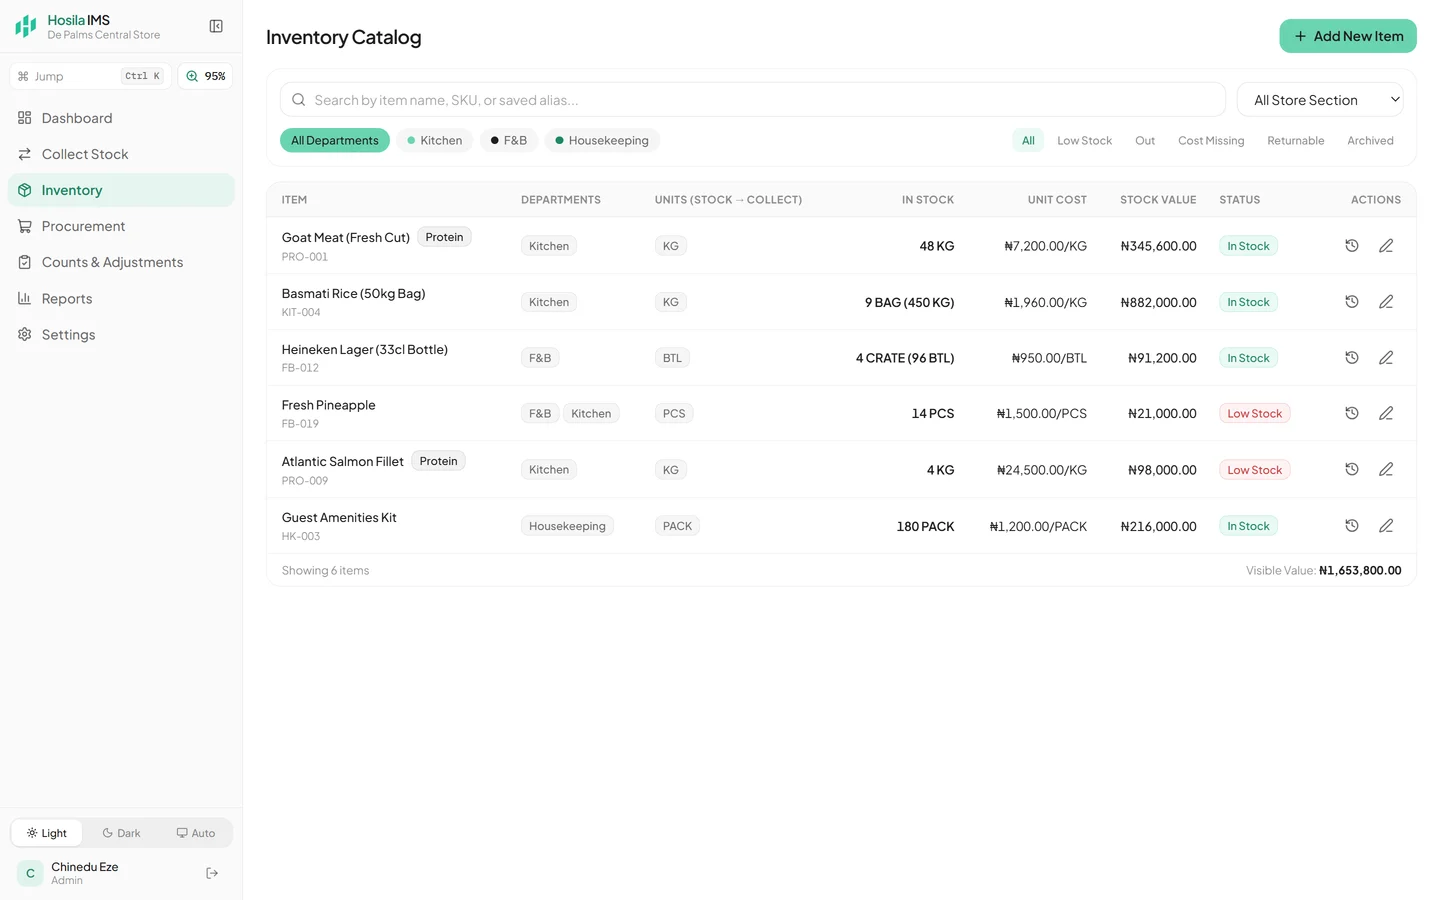 Hosila IMS
De Palms Central Store
⌘ Jump Ctrl K 95%
Dashboard
Collect Stock
Inventory
Procurement
Counts & Adjustments
Reports
Settings
Light Dark Auto
C Chinedu Eze
Admin
Inventory Catalog
+ Add New Item
Search by item name, SKU, or saved alias...
All Store Section
All Departments Kitchen F&B Housekeeping
All Low Stock Out Cost Missing Returnable Archived
ITEM DEPARTMENTS UNITS (STOCK → COLLECT) IN STOCK UNIT COST STOCK VALUE STATUS ACTIONS
Goat Meat (Fresh Cut) Protein Kitchen KG 48 KG ₦7,200.00/KG ₦345,600.00 In Stock
PRO-001
Basmati Rice (50kg Bag) Kitchen KG 9 BAG (450 KG) ₦1,960.00/KG ₦882,000.00 In Stock
KIT-004
Heineken Lager (33cl Bottle) F&B BTL 4 CRATE (96 BTL) ₦950.00/BTL ₦91,200.00 In Stock
FB-012
Fresh Pineapple F&B Kitchen PCS 14 PCS ₦1,500.00/PCS ₦21,000.00 Low Stock
FB-019
Atlantic Salmon Fillet Protein Kitchen KG 4 KG ₦24,500.00/KG ₦98,000.00 Low Stock
PRO-009
Guest Amenities Kit Housekeeping PACK 180 PACK ₦1,200.00/PACK ₦216,000.00 In Stock
HK-003
Showing 6 items Visible Value: ₦1,653,800.00